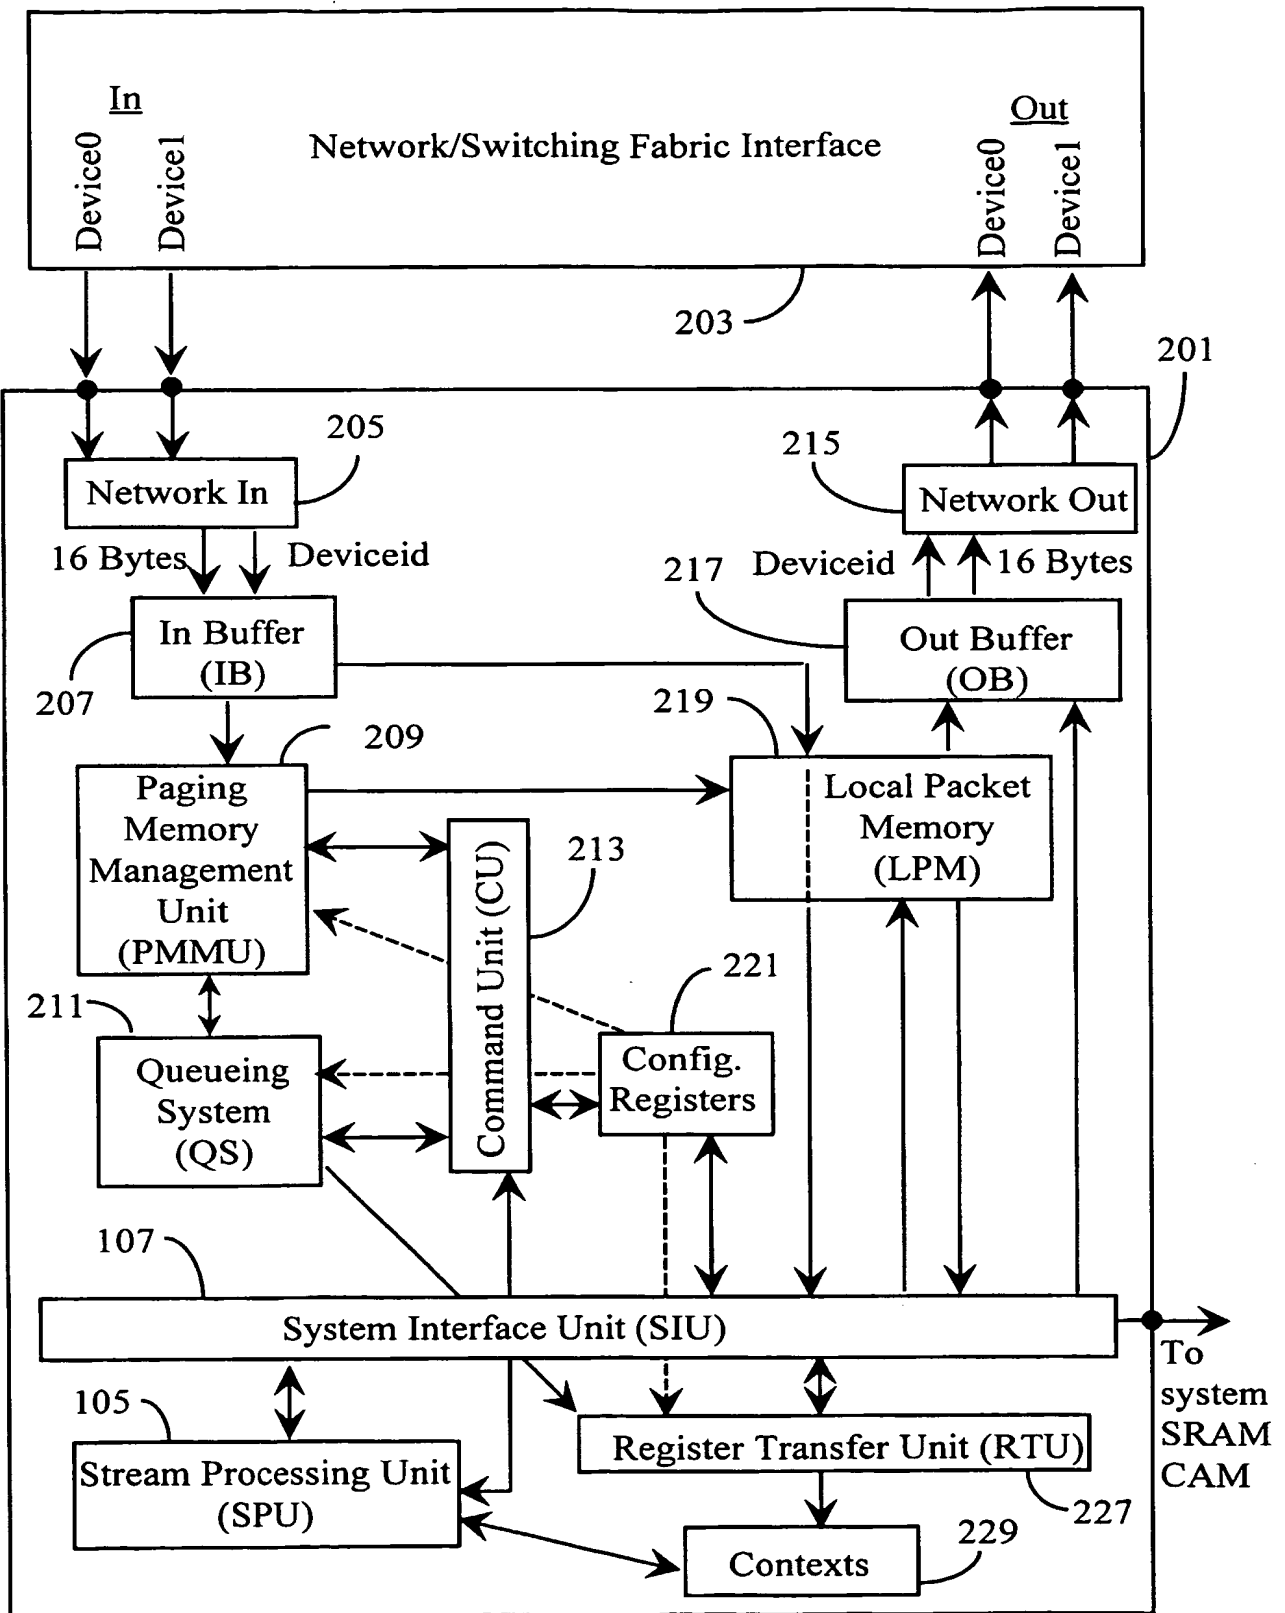 In
Out
Device0
Device1
Network/Switching Fabric Interface
Device0
Device1
203
201
205
215
Network In
Network Out
16 Bytes
Deviceid
217
Deviceid
16 Bytes
In Buffer
(IB)
Out Buffer
(OB)
207
219
209
Paging
Memory
Management
Unit
(PMMU)
Local Packet
Memory
(LPM)
213
Command Unit (CU)
221
211
Queueing
System
(QS)
Config.
Registers
107
System Interface Unit (SIU)
To
system
SRAM
CAM
105
Stream Processing Unit
(SPU)
Register Transfer Unit (RTU)
227
Contexts
229